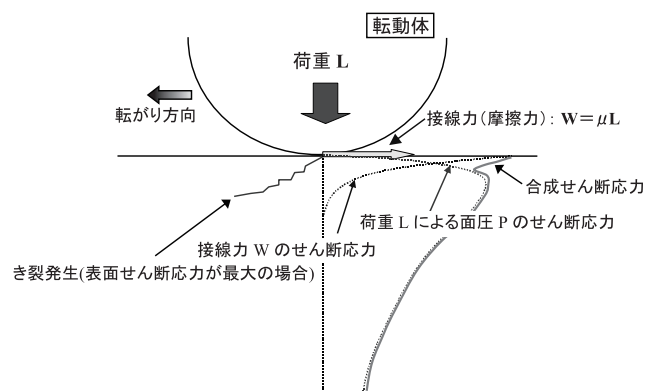 転動体
荷重 L
転がり方向
接線力(摩擦力)： W＝μL
合成せん断応力
荷重 L による面圧 P のせん断応力
接線力 W のせん断応力
き裂発生(表面せん断応力が最大の場合)